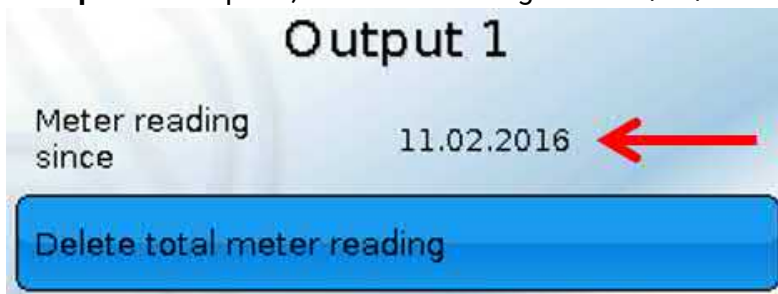 Output 1
Meter reading
since
11.02.2016
Delete total meter reading